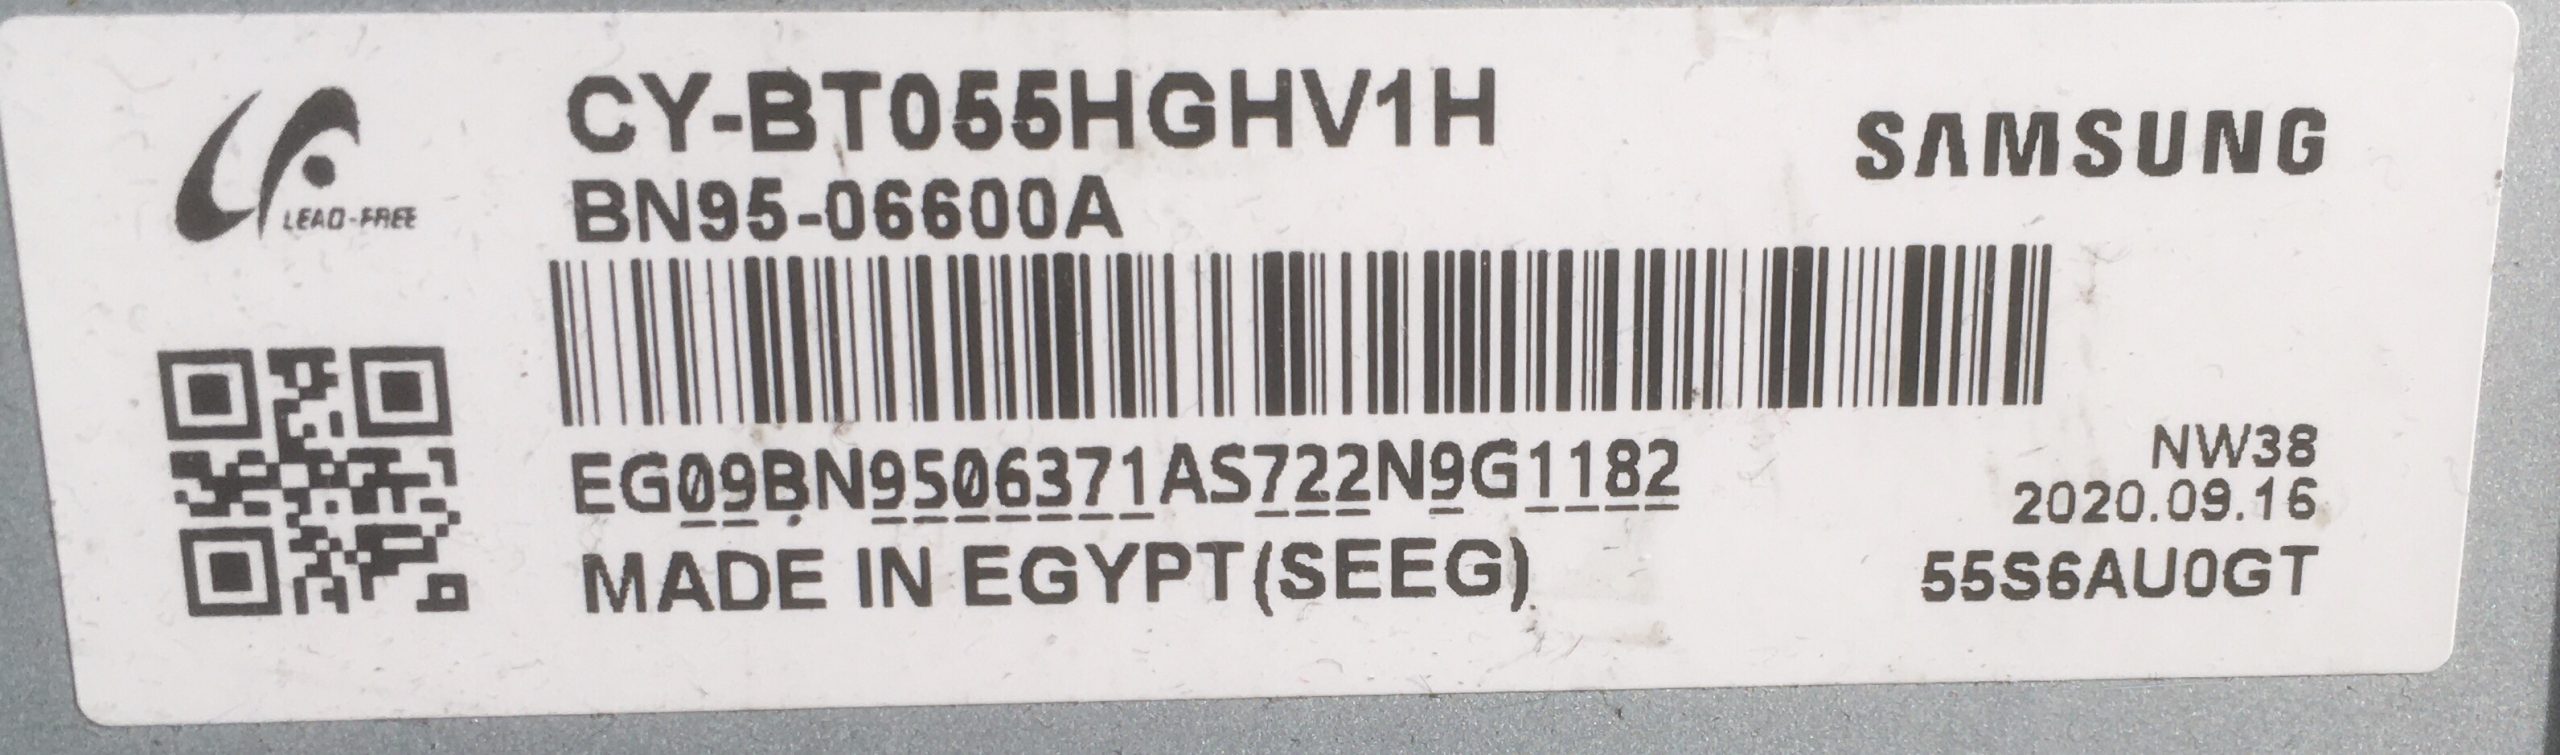 CY-BT055HGHV1H
SAMSUNG
LEAD-FREE
BN95-06600A
EG09BN9506371AS722N9G1182
NW38
2020.09.16
MADE IN EGYPT(SEEG)
55S6AU0GT